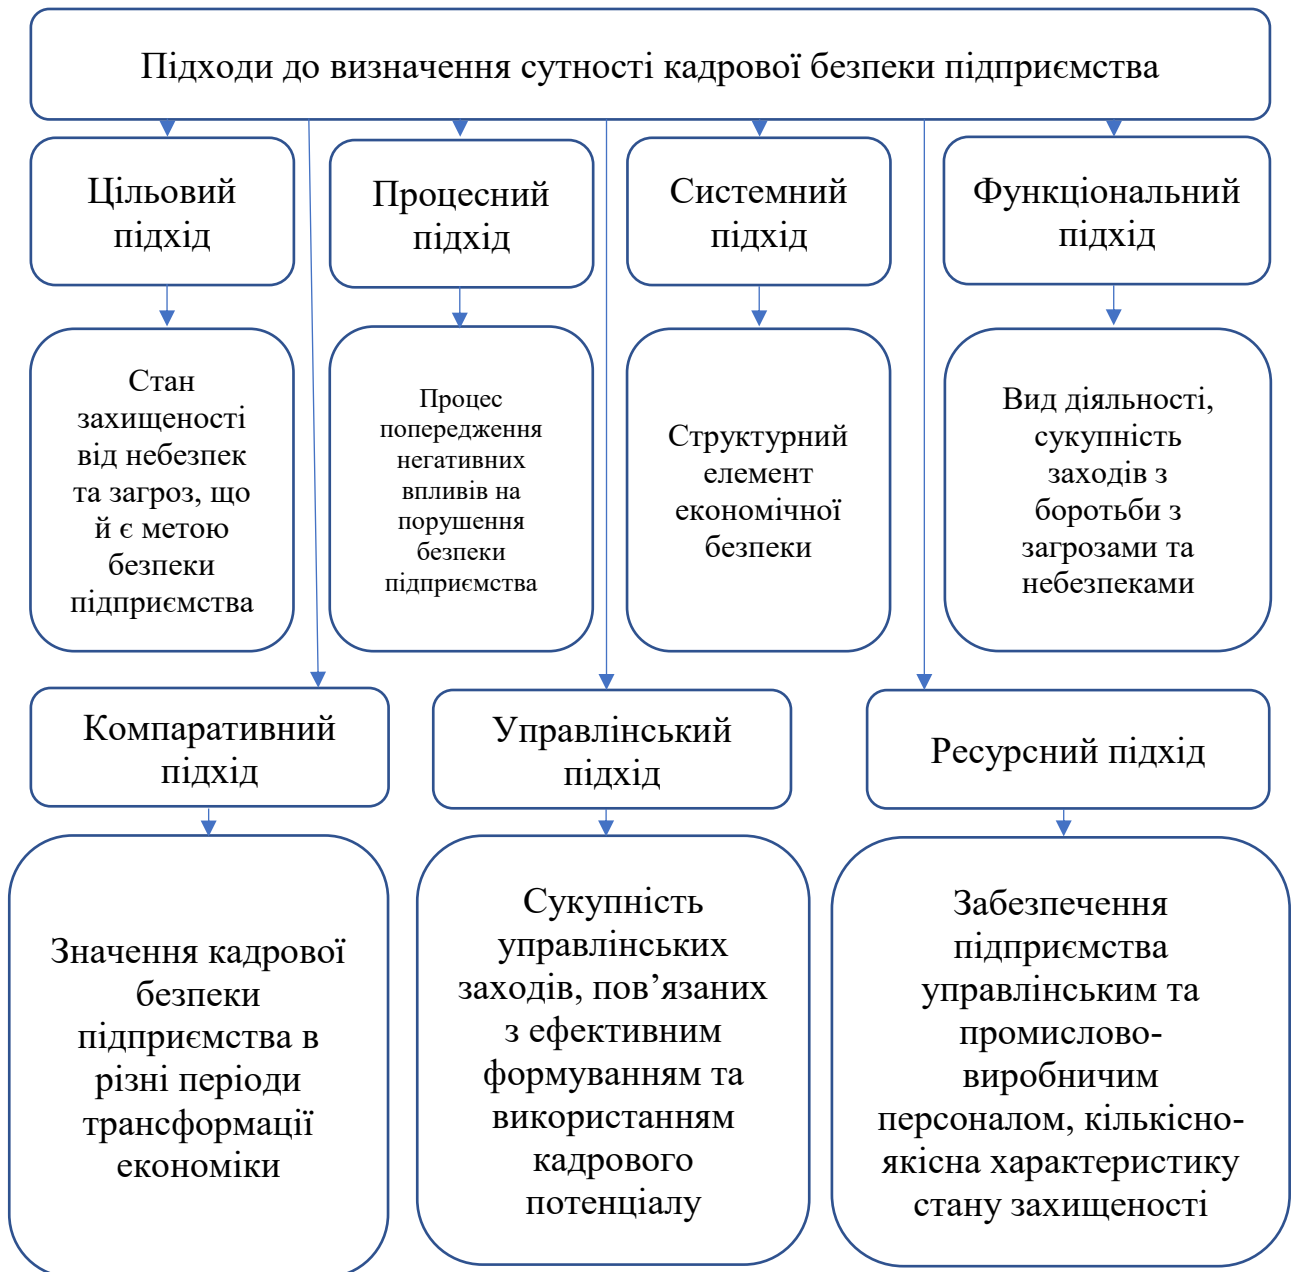 Підходи до визначення сутності кадрової безпеки підприємства
Цільовий
підхід
Процесний
підхід
Системний
підхід
Функціональний
підхід
Стан
захищеності
від небезпек
та загроз, що
й є метою
безпеки
підприємства
Процес
попередження
негативних
впливів на
порушення
безпеки
підприємства
Структурний
елемент
економічної
безпеки
Вид діяльності,
сукупність
заходів з
боротьби з
загрозами та
небезпеками
Компаративний
підхід
Управлінський
підхід
Ресурсний підхід
Значення кадрової
безпеки
підприємства в
різні періоди
трансформації
економіки
Сукупність
управлінських
заходів, пов’язаних
з ефективним
формуванням та
використанням
кадрового
потенціалу
Забезпечення
підприємства
управлінським та
промислово-
виробничим
персоналом, кількісно-
якісна характеристику
стану захищеності